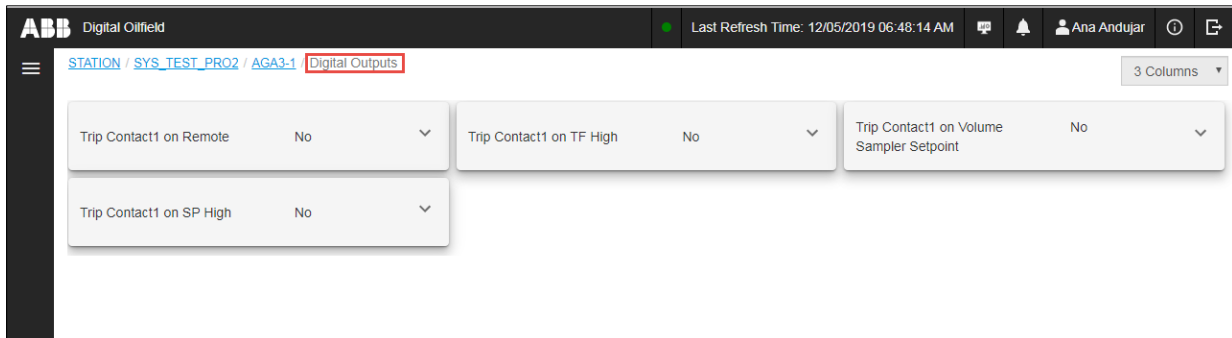 ABB Digital Oilfield Last Refresh Time: 12/05/2019 06:48:14 AM Ana Andujar
STATION / SYS_TEST_PRO2 / AGA3-1 / Digital Outputs
3 Columns
Trip Contact1 on Remote No
Trip Contact1 on TF High No
Trip Contact1 on Volume No
Sampler Setpoint
Trip Contact1 on SP High No